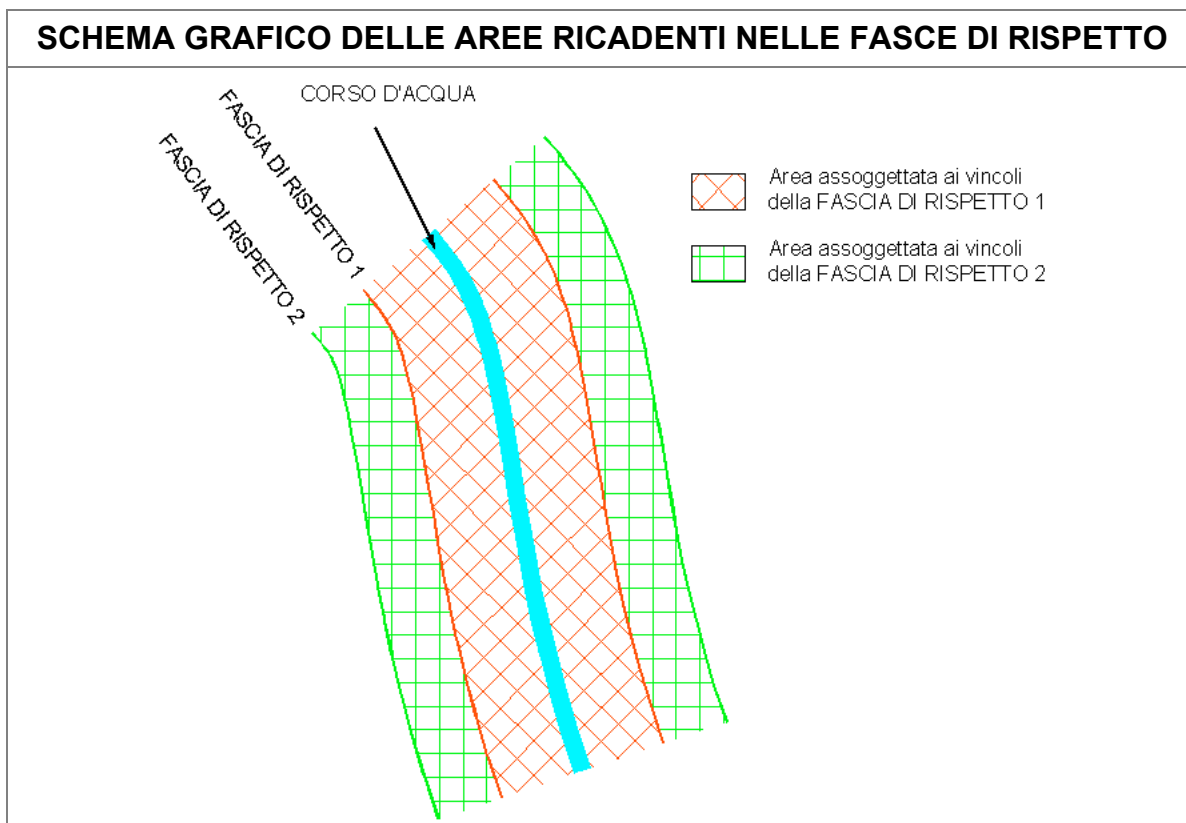 SCHEMA GRAFICO DELLE AREE RICADENTI NELLE FASCE DI RISPETTO
CORSO D'ACQUA
FASCIA DI RISPETTO 1
FASCIA DI RISPETTO 2
Area assoggettata ai vincoli
della FASCIA DI RISPETTO 1
Area assoggettata ai vincoli
della FASCIA DI RISPETTO 2